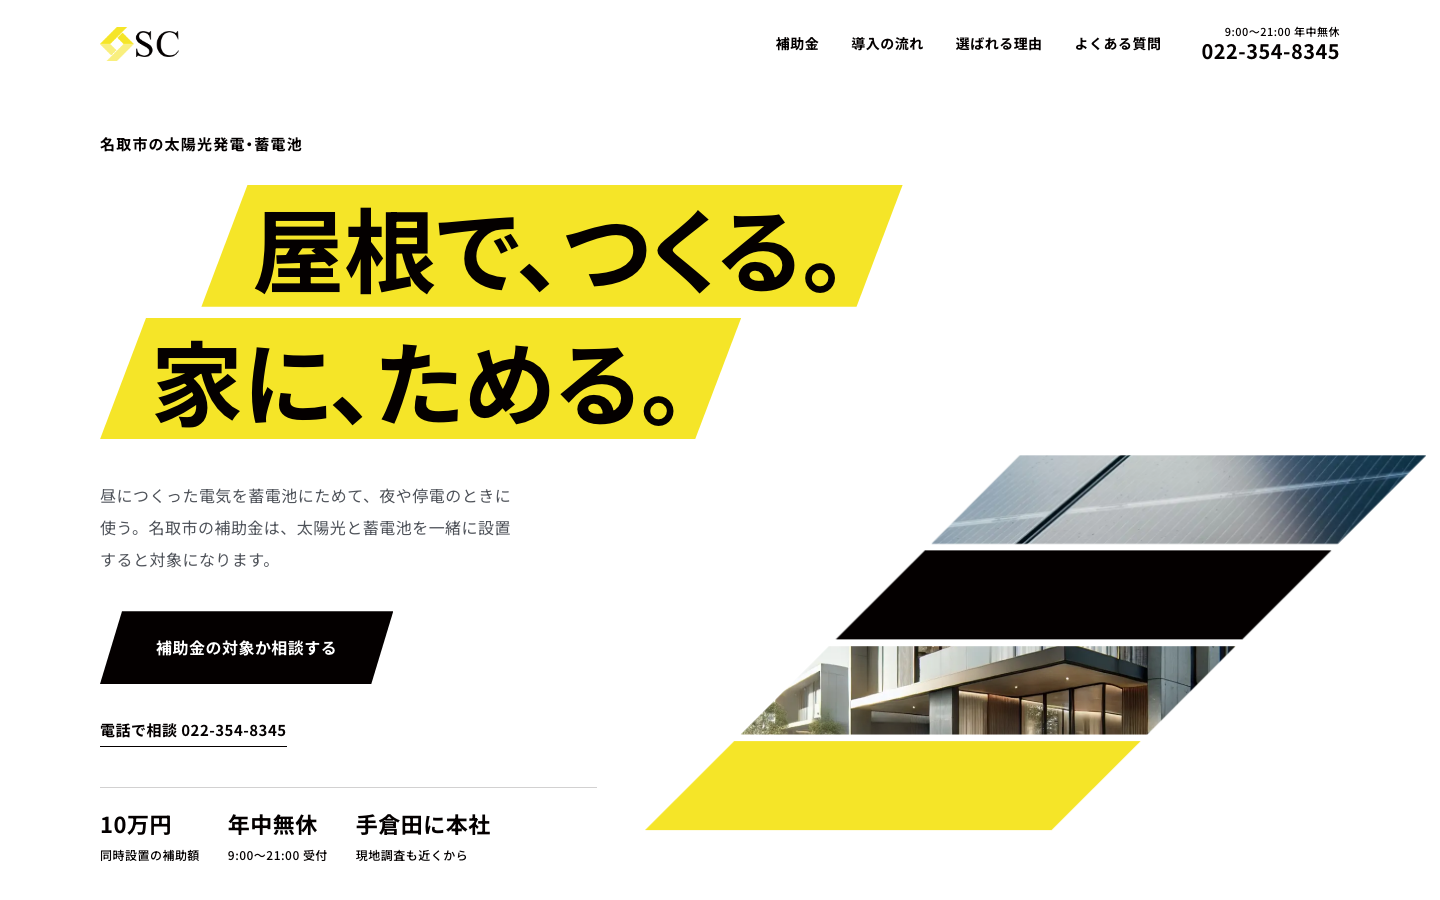 SC
補助金
導入の流れ
選ばれる理由
よくある質問
9:00〜21:00 年中無休
022-354-8345
名取市の太陽光発電・蓄電池
屋根で、つくる。
家に、ためる。
昼につくった電気を蓄電池にためて、夜や停電のときに
使う。名取市の補助金は、太陽光と蓄電池を一緒に設置
すると対象になります。
補助金の対象か相談する
電話で相談 022-354-8345
10万円
同時設置の補助額
年中無休
9:00〜21:00 受付
手倉田に本社
現地調査も近くから